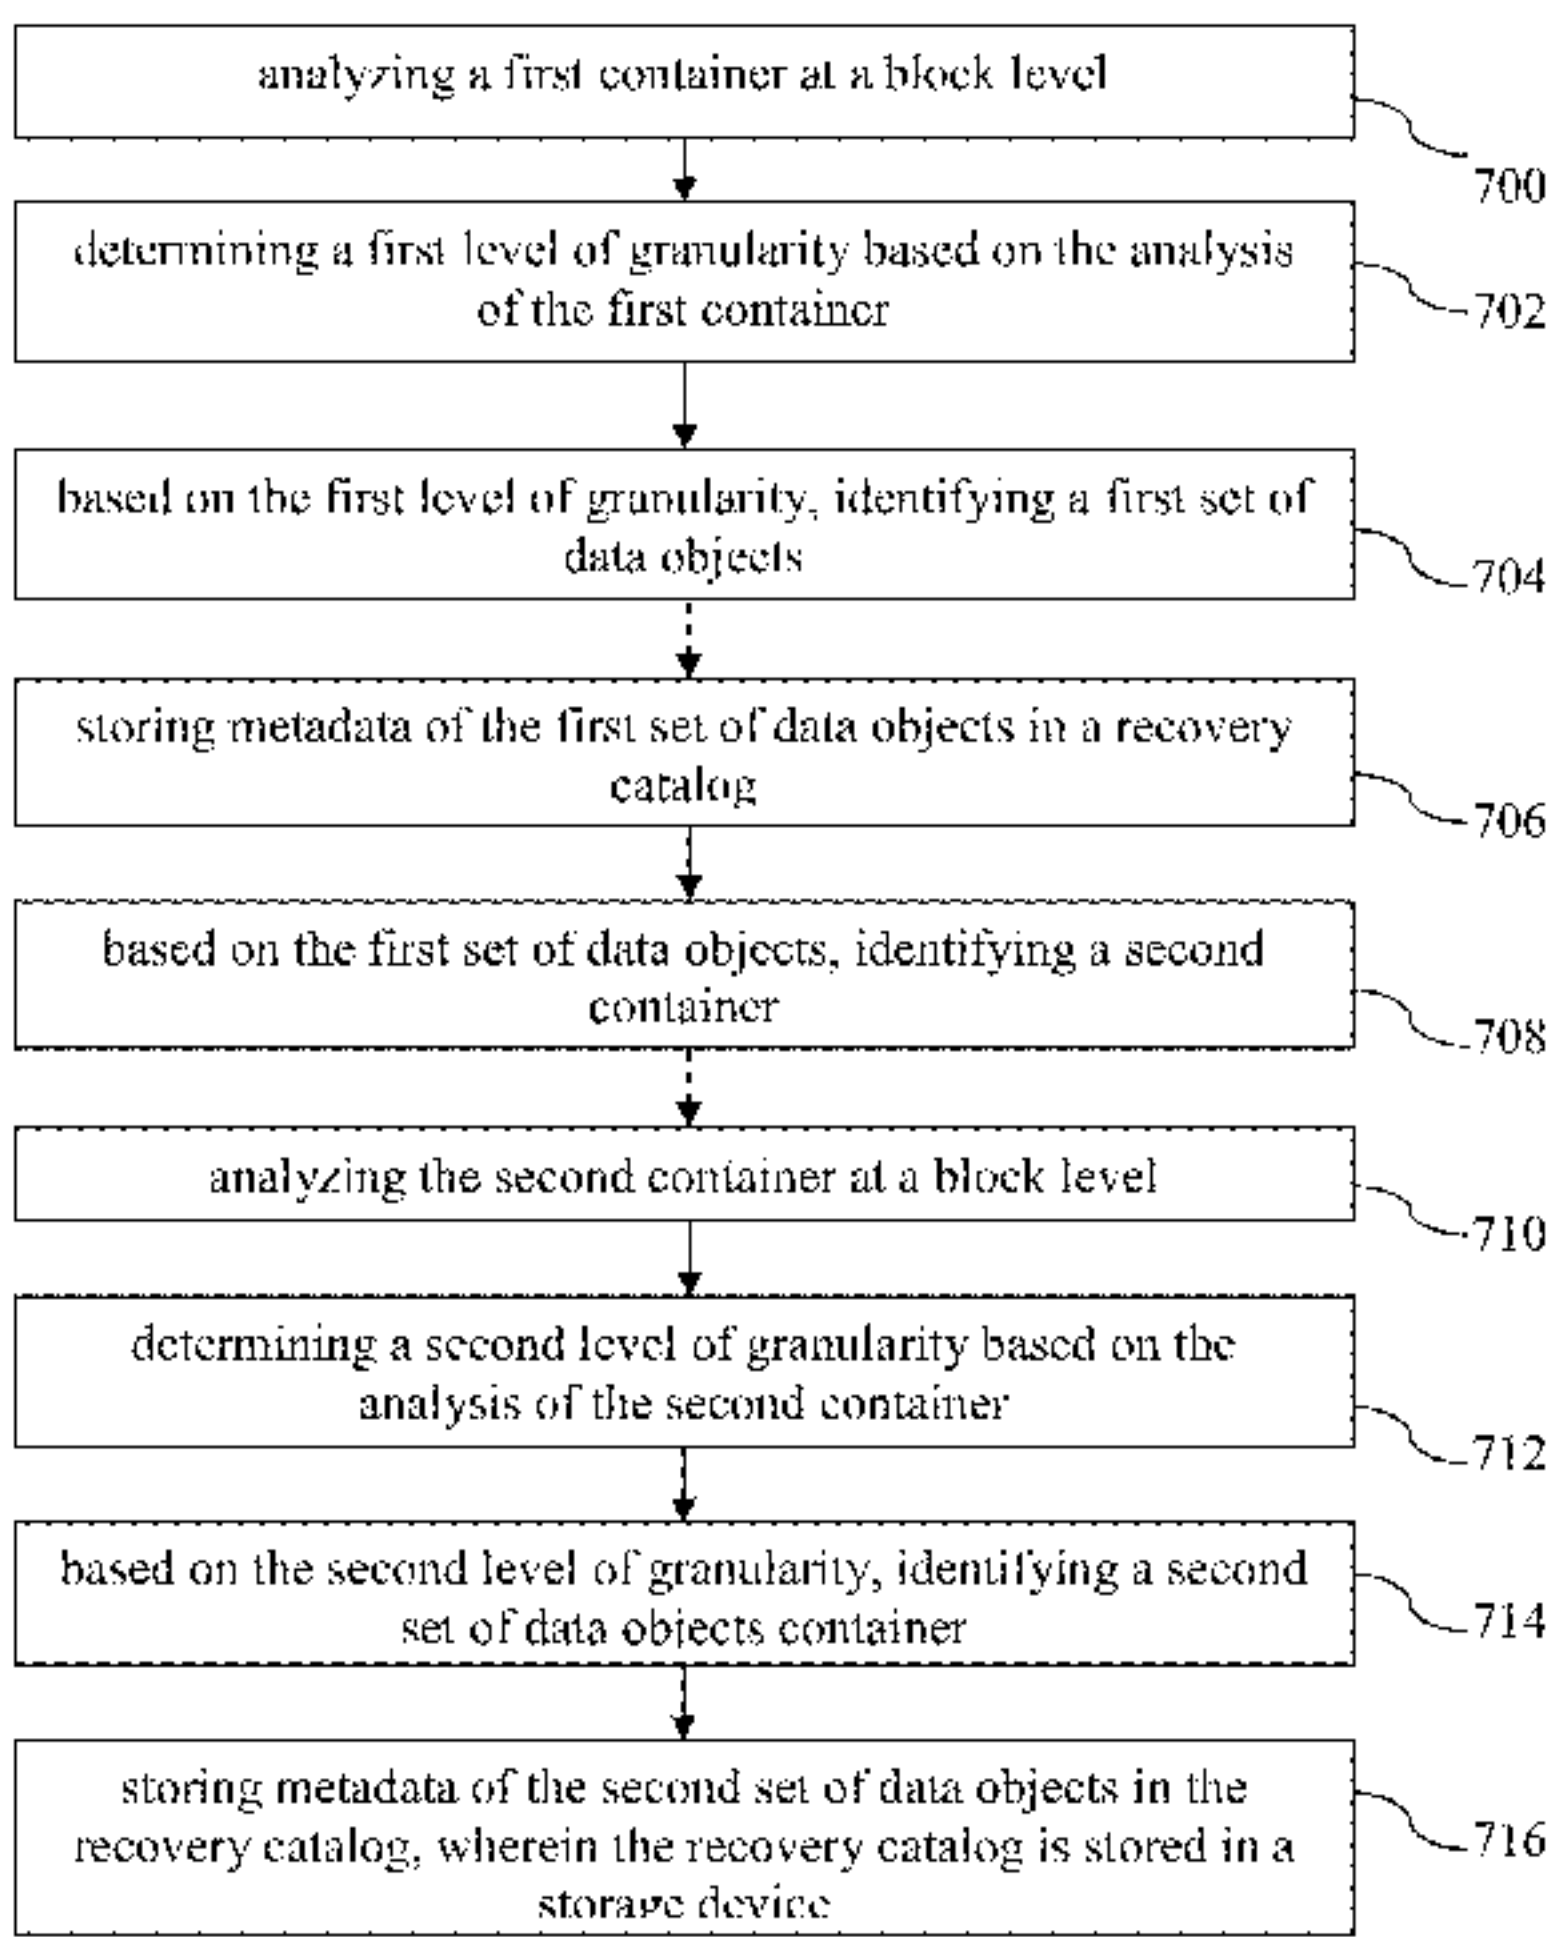 analyzing a first container at a block level
700
determining a first level of granularity based on the analysis
of the first container
702
based on the first level of granularity, identifying a first set of
data objects
704
storing metadata of the first set of data objects in a recovery
catalog
706
based on the first set of data objects, identifying a second
container
708
analyzing the second container at a block level
710
determining a second level of granularity based on the
analysis of the second container
712
based on the second level of granularity, identifying a second
set of data objects container
714
storing metadata of the second set of data objects in the
recovery catalog, wherein the recovery catalog is stored in a
storage device
716